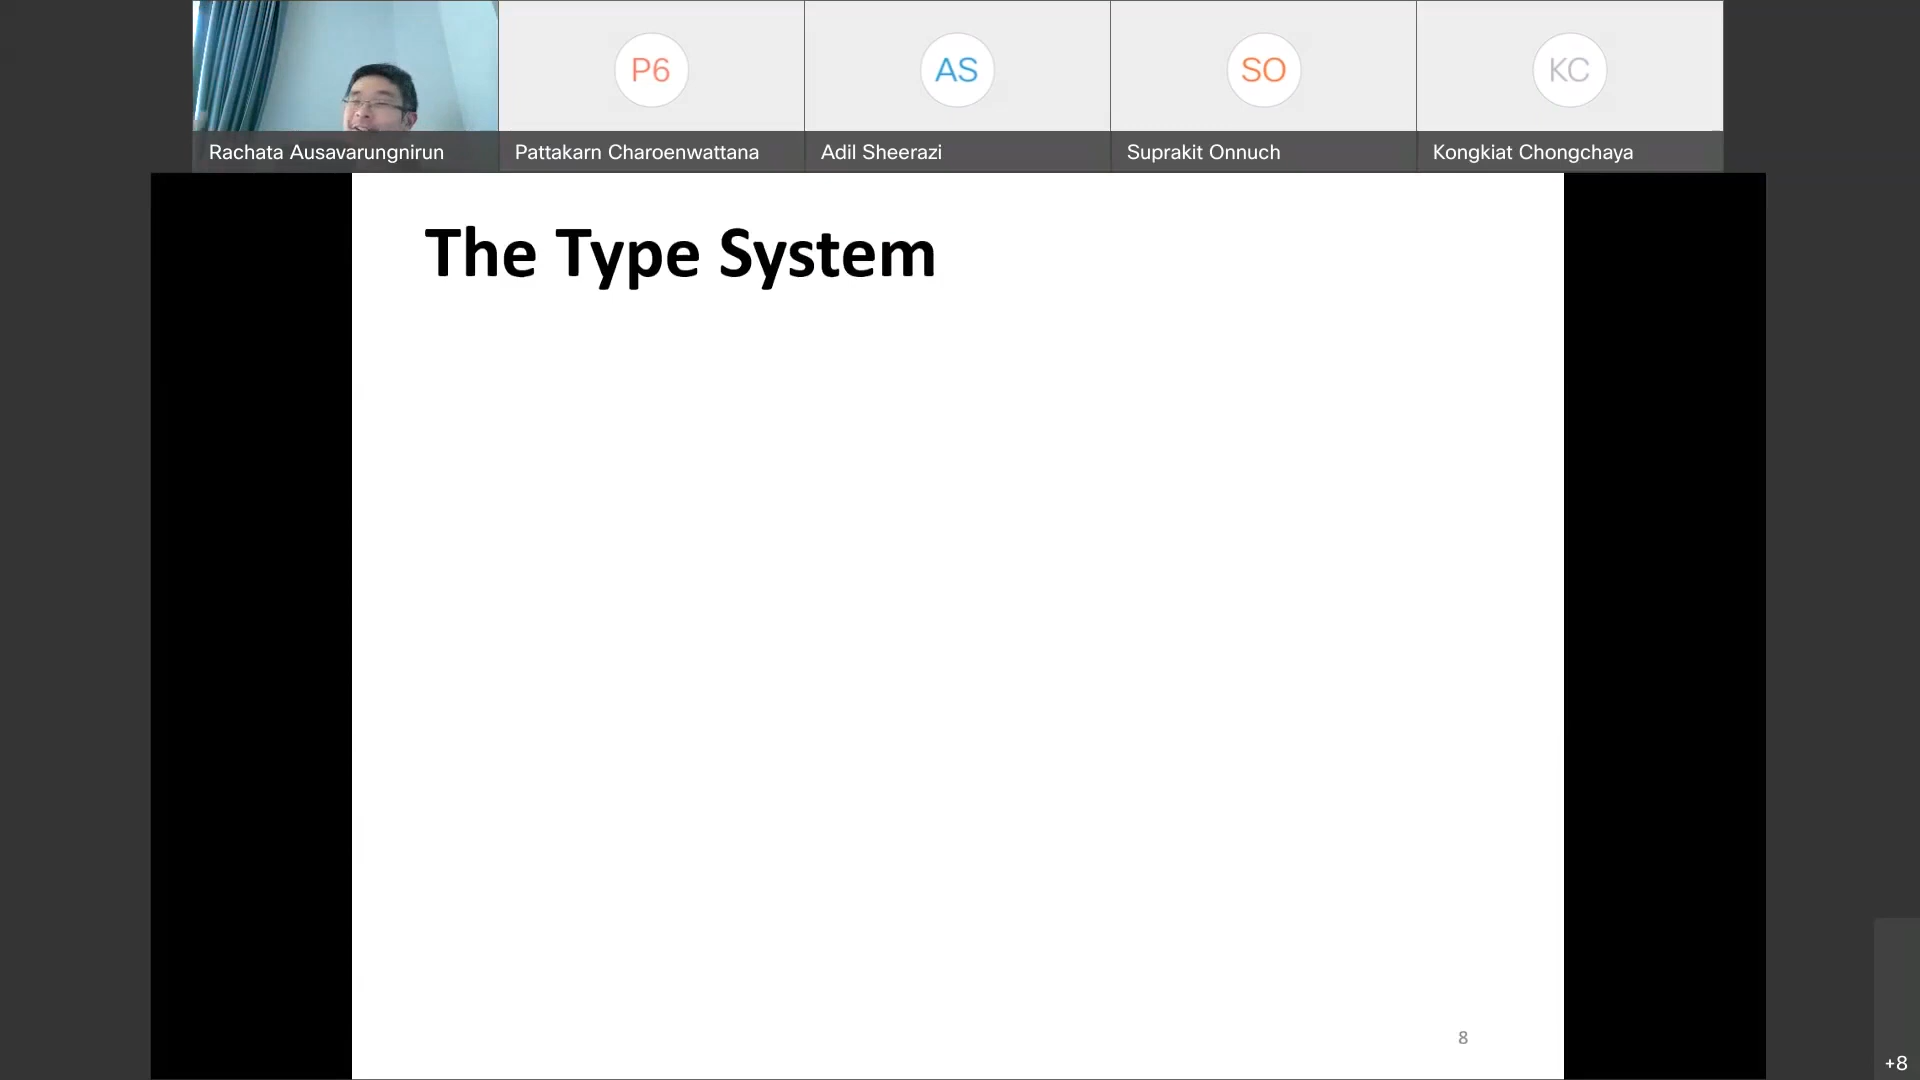 P6
AS
SO
KC
Rachata Ausavarungnirun
Pattakarn Charoenwattana
Adil Sheerazi
Suprakit Onnuch
Kongkiat Chongchaya
The Type System
8
+8